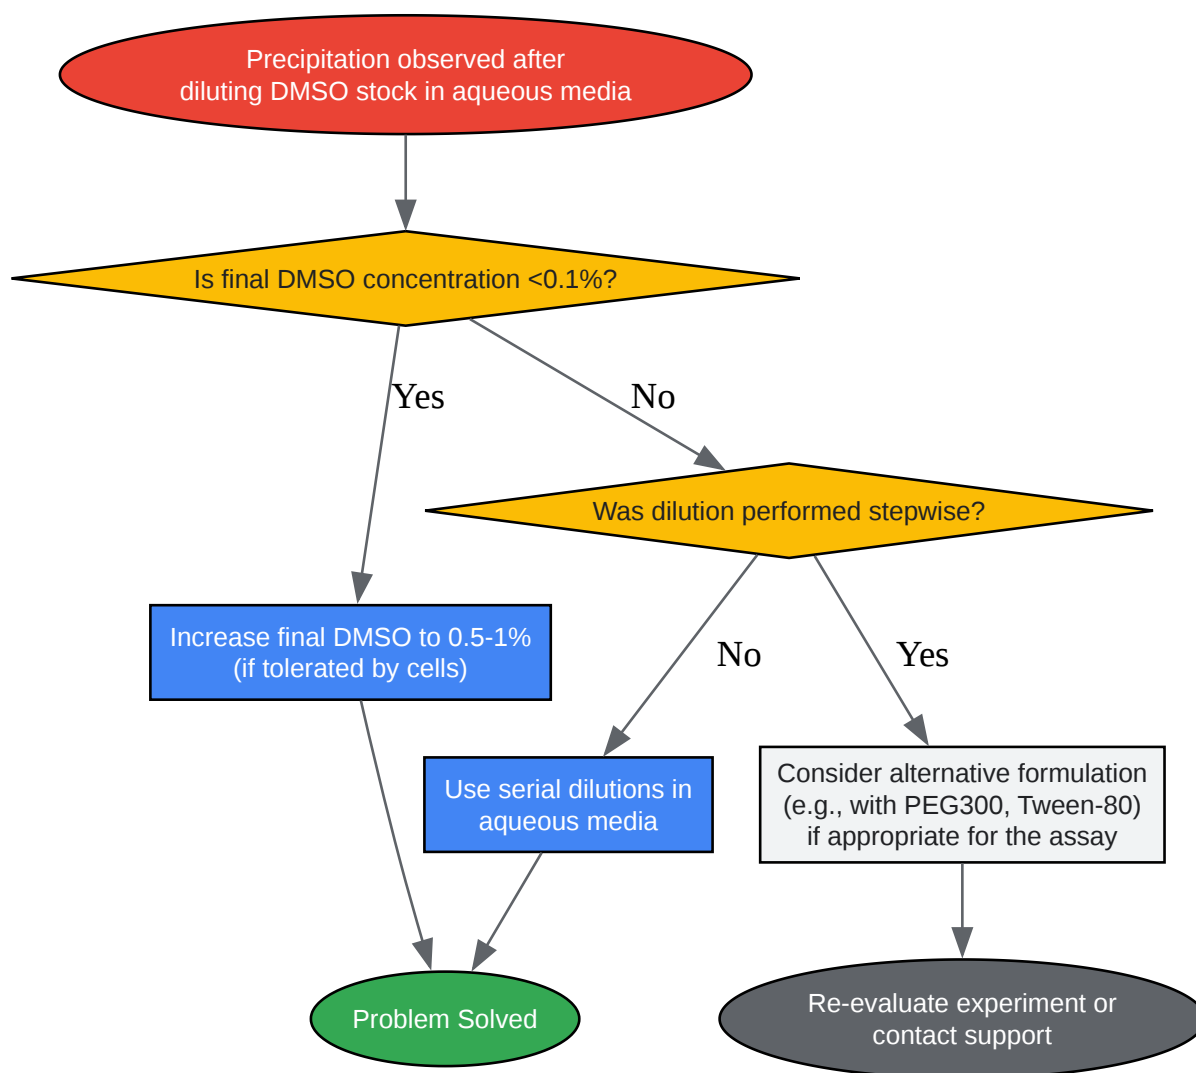 Precipitation observed after
diluting DMSO stock in aqueous media
Is final DMSO concentration <0.1%?
Yes
No
Was dilution performed stepwise?
Increase final DMSO to 0.5-1%
(if tolerated by cells)
No
Yes
Use serial dilutions in
aqueous media
Consider alternative formulation
(e.g., with PEG300, Tween-80)
if appropriate for the assay
Problem Solved
Re-evaluate experiment or
contact support